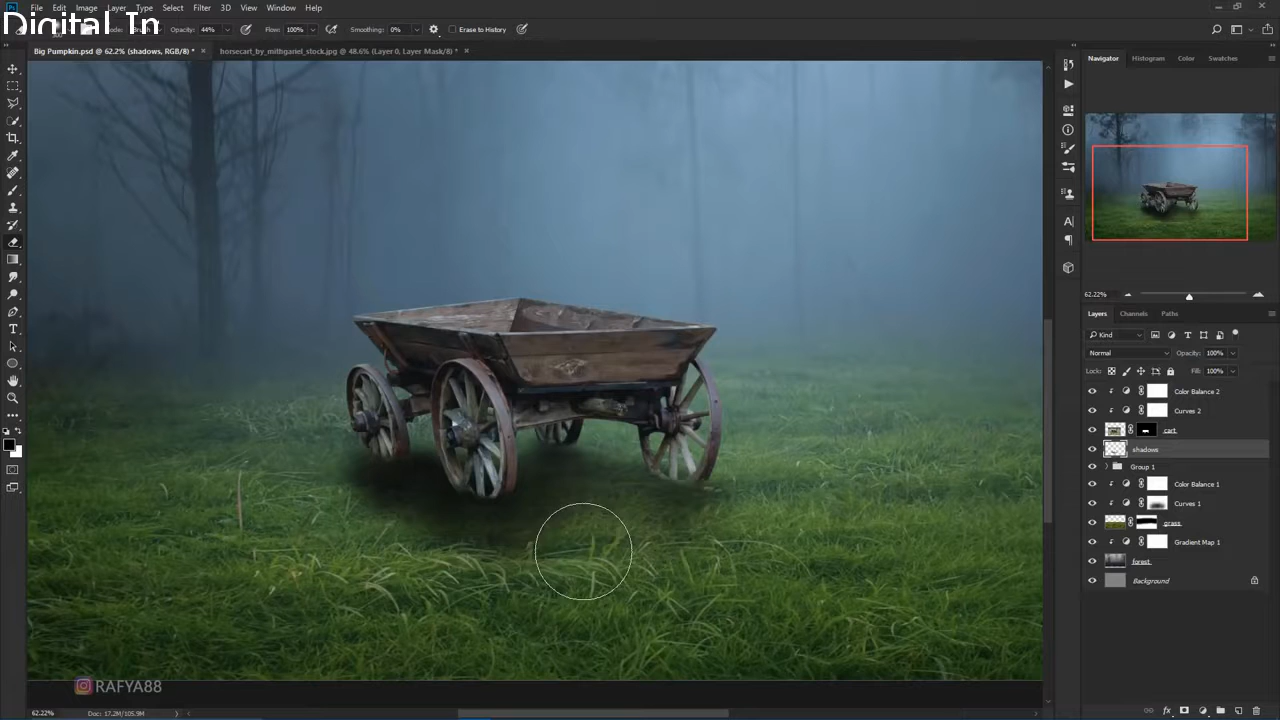 File Edit Image Layer Type Select Filter 3D View Window Help
Digital In
Mode: Brush Opacity: 44% Flow: 100% Smoothing: 0% Erase to History
Big Pumpkin.psd @ 62.2% (shadows, RGB/8) * × horsecart_by_mithgariel_stock.jpg @ 48.6% (Layer 0, Layer Mask/8) * ×
Navigator Histogram Color Swatches
62.22%
Layers Channels Paths
Kind
Normal Opacity: 100%
Lock: Fill: 100%
Color Balance 2
Curves 2
cart
shadows
Group 1
Color Balance 1
Curves 1
grass
Gradient Map 1
forest
Background
RAFYA88
62.22% Doc: 17.2M/105.9M